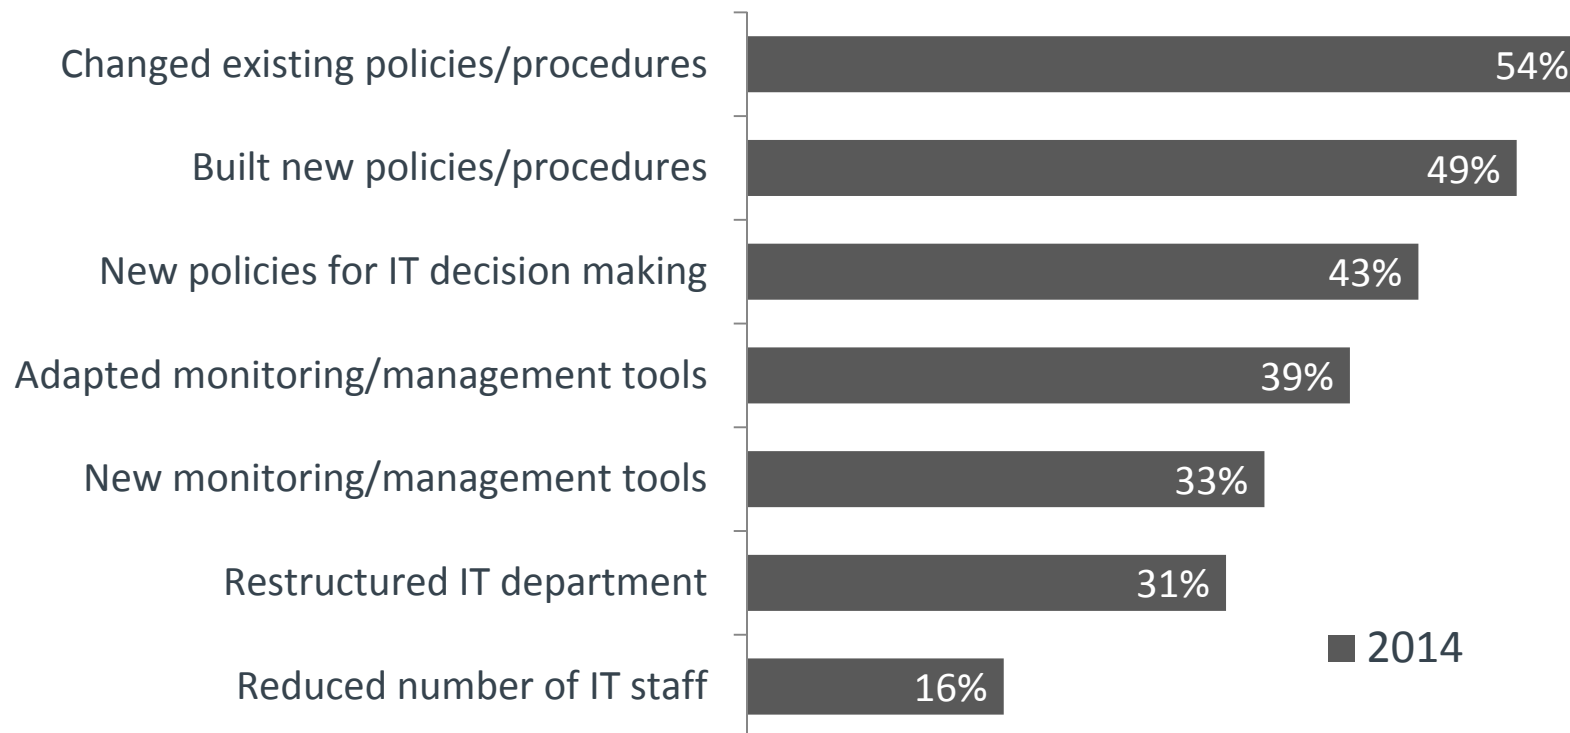 Changed existing policies/procedures 54%
Built new policies/procedures 49%
New policies for IT decision making 43%
Adapted monitoring/management tools 39%
New monitoring/management tools 33%
Restructured IT department 31%
2014
Reduced number of IT staff 16%